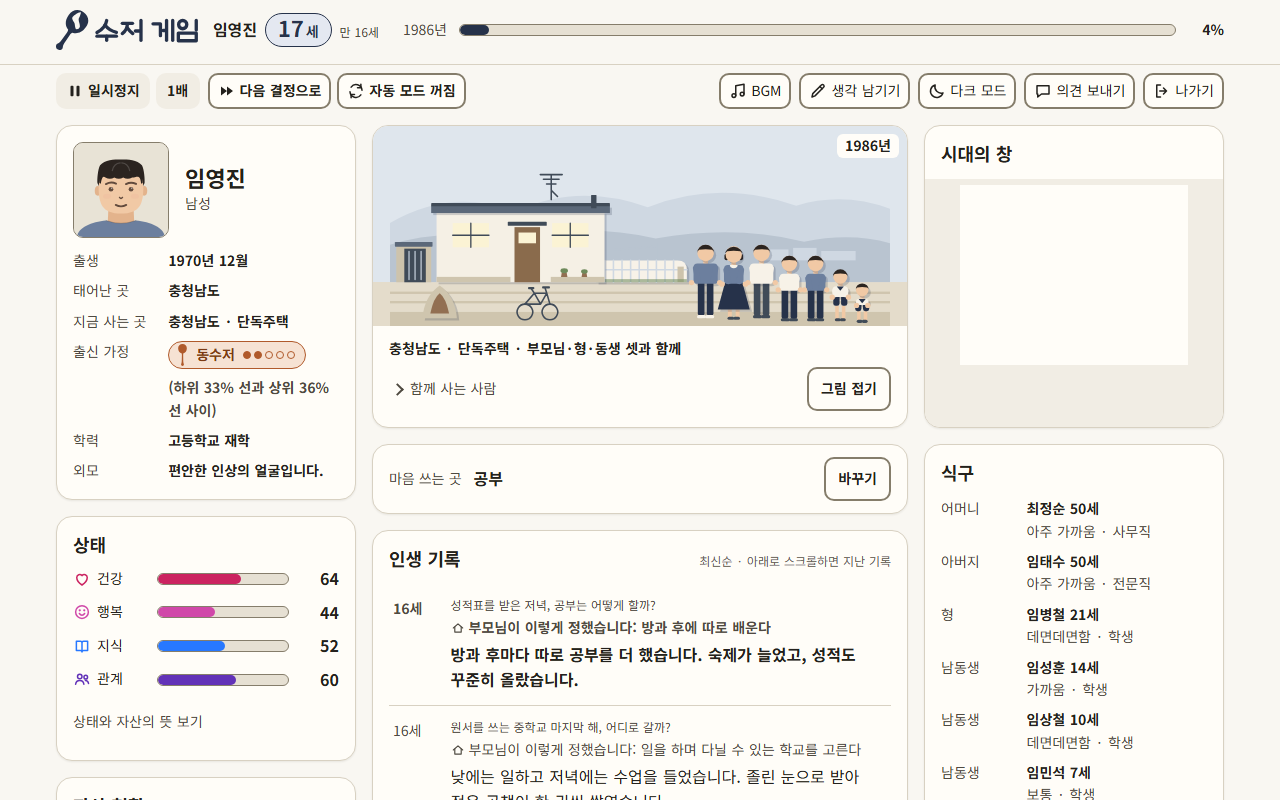 수저 게임 임영진 17세 만 16세 1986년 4%
일시정지 1배 다음 결정으로 자동 모드 꺼짐 BGM 생각 남기기 다크 모드 의견 보내기 나가기
임영진
남성
출생 1970년 12월
태어난 곳 충청남도
지금 사는 곳 충청남도 · 단독주택
출신 가정 동수저
(하위 33% 선과 상위 36%
선 사이)
학력 고등학교 재학
외모 편안한 인상의 얼굴입니다.
상태
건강 64
행복 44
지식 52
관계 60
상태와 자산의 뜻 보기
1986년
충청남도 · 단독주택 · 부모님·형·동생 셋과 함께
함께 사는 사람 그림 접기
마음 쓰는 곳 공부 바꾸기
인생 기록 최신순 · 아래로 스크롤하면 지난 기록
16세 성적표를 받은 저녁, 공부는 어떻게 할까?
부모님이 이렇게 정했습니다: 방과 후에 따로 배운다
방과 후마다 따로 공부를 더 했습니다. 숙제가 늘었고, 성적도
꾸준히 올랐습니다.
16세 원서를 쓰는 중학교 마지막 해, 어디로 갈까?
부모님이 이렇게 정했습니다: 일을 하며 다닐 수 있는 학교를 고른다
낮에는 일하고 저녁에는 수업을 들었습니다. 졸린 눈으로 받아
시대의 창
식구
어머니 최정순 50세
아주 가까움 · 사무직
아버지 임태수 50세
아주 가까움 · 전문직
형 임병철 21세
데면데면함 · 학생
남동생 임성훈 14세
가까움 · 학생
남동생 임상철 10세
데면데면함 · 학생
남동생 임민석 7세
보통 · 학생